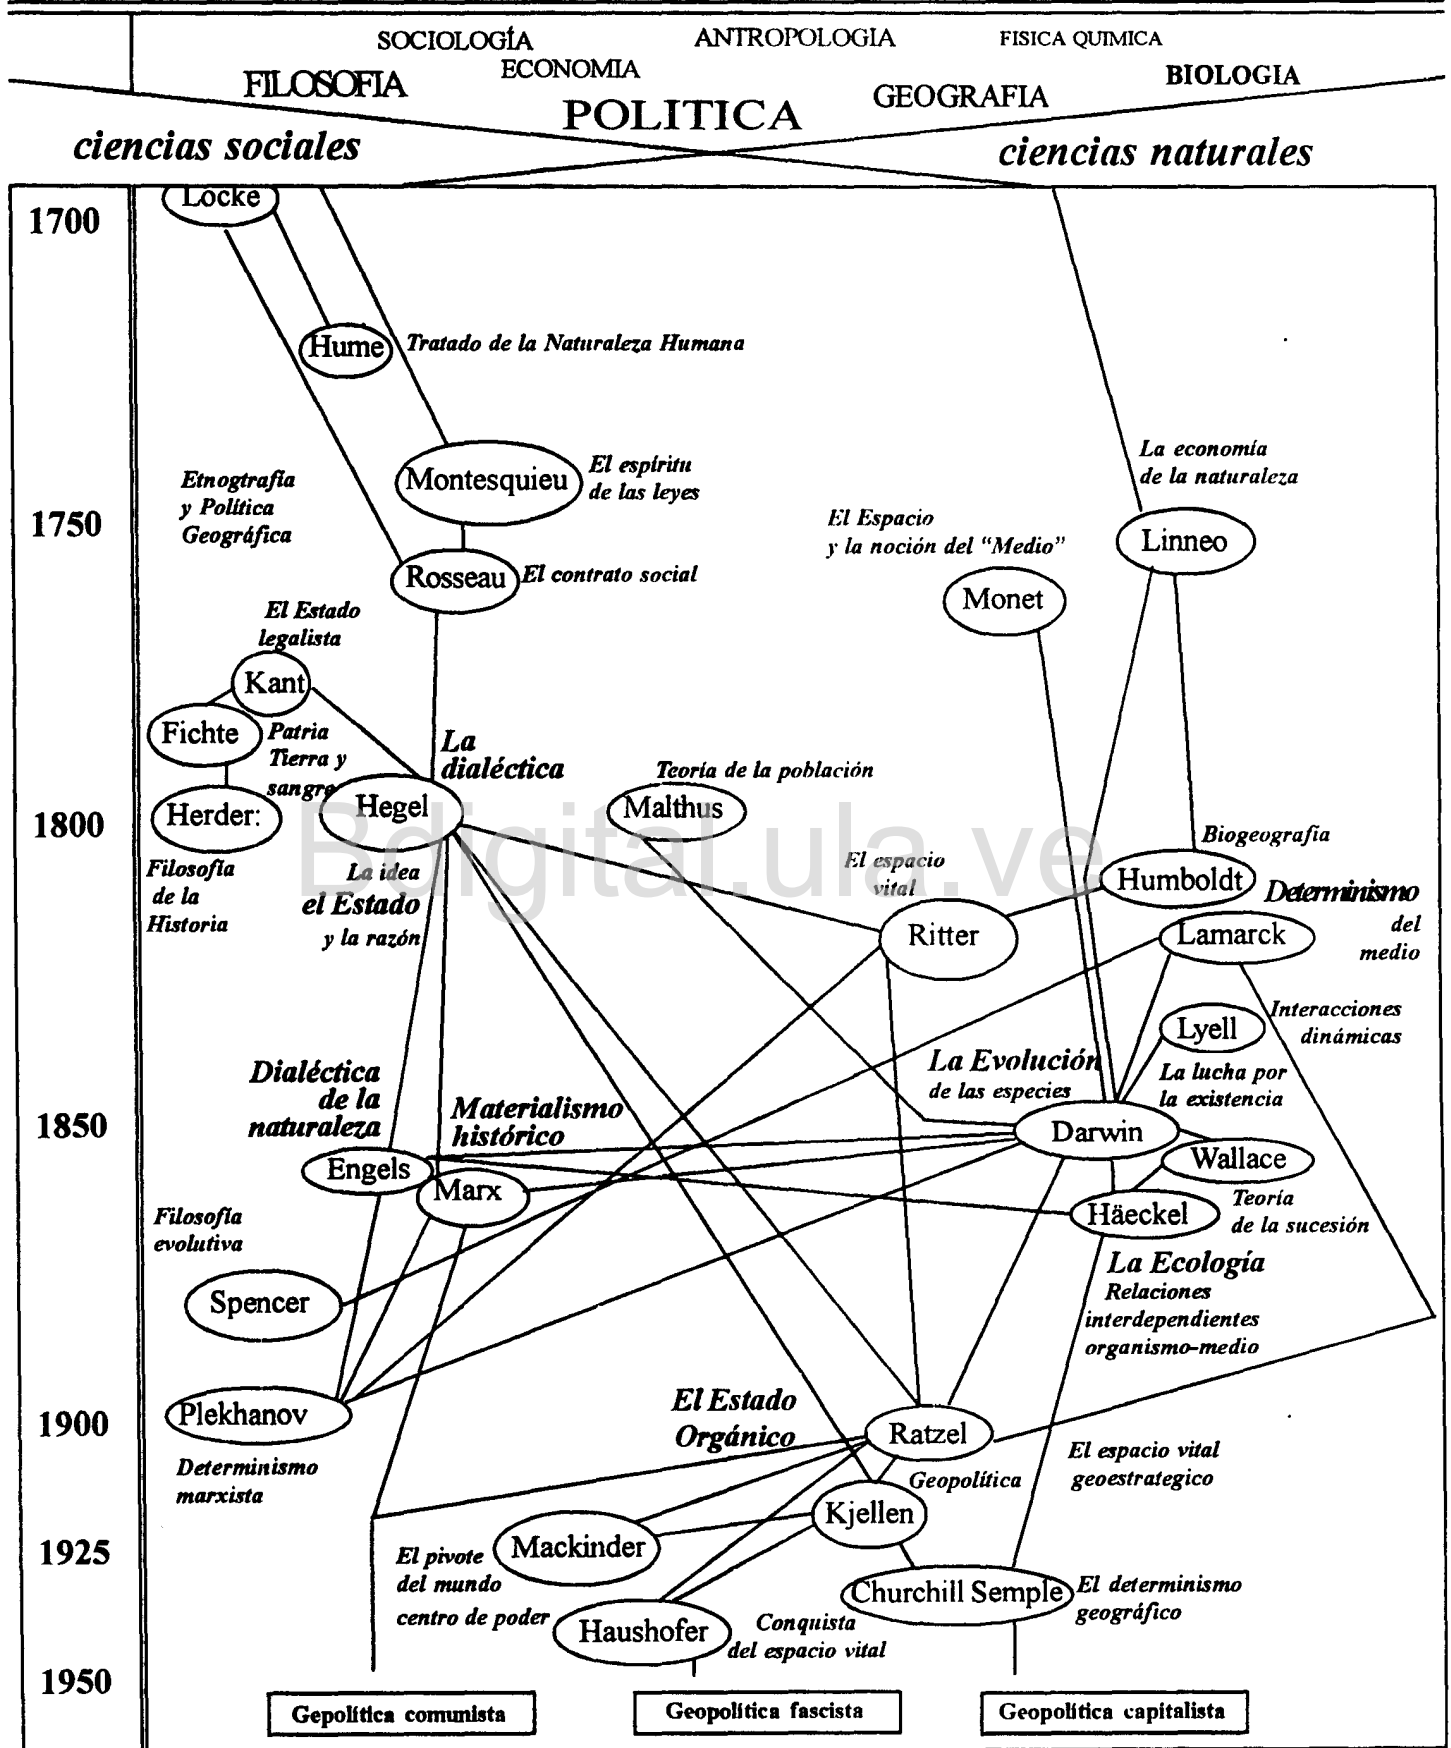 SOCIOLOGÍA
ANTROPOLOGIA
FISICA QUIMICA
FILOSOFIA
ECONOMIA
POLITICA
GEOGRAFIA
BIOLOGIA
ciencias sociales
ciencias naturales
1700
Locke
Hume
Tratado de la Naturaleza Humana
Montesquieu
El espíritu
de las leyes
La economía
de la naturaleza
Etnogtrafía
y Política
Geográfica
1750
El Espacio
y la noción del “Medio”
Linneo
Rosseau
El contrato social
Monet
El Estado
legalista
Kant
Fichte
Patria
Tierra y
sangre
La
dialéctica
Herder:
Hegel
Teoría de la población
Malthus
1800
Bdigital.ula.ve
Filosofía
de la
Historia
La idea
el Estado
y la razón
El espacio
vital
Biogeografía
Humboldt
Determinismo
del
medio
Ritter
Lamarck
Lyell
Interacciones
dinámicas
La Evolución
de las especies
La lucha por
la existencia
Dialéctica
de la
naturaleza
Materialismo
histórico
1850
Darwin
Wallace
Engels
Marx
Häeckel
Teoría
de la sucesión
Filosofía
evolutiva
La Ecología
Relaciones
interdependientes
organismo-medio
Spencer
El Estado
Orgánico
1900
Plekhanov
Ratzel
Determinismo
marxista
Geopolítica
El espacio vital
geoestrategico
Kjellen
1925
El pivote
del mundo
centro de poder
Mackinder
Churchill Semple
El determinismo
geográfico
Haushofer
Conquista
del espacio vital
1950
Gepolítica comunista
Geopolítica fascista
Geopolítica capitalista